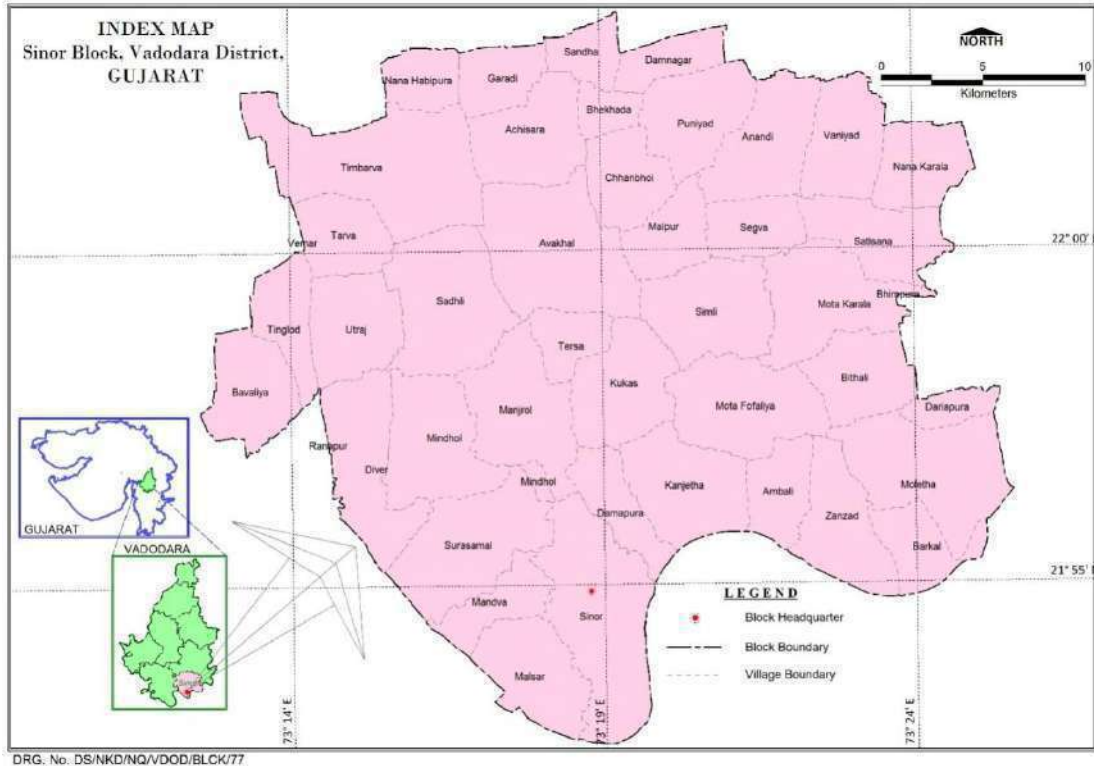 INDEX MAP
Sinor Block, Vadodara District,
GUJARAT
NORTH
0 5 10
Kilometers
Sandha
Damnagar
Nana Habipura
Garadi
Bhekhada
Achisara
Puniyad
Anandi
Vaniyad
Timbarva
Chhanbhoi
Nana Karala
Vemar
Tarva
Avakhal
Malpur
Segva
Satisana
22° 00'
Sadhli
Simli
Mota Karala
Bhirapura
Tinglod
Utraj
Tersa
Kukas
Bithali
Bavaliya
Manjrol
Mota Fofaliya
Dariapura
Ranapur
Mindhol
Diver
Mindhol
Kanjetha
Ambali
Moletha
Damapura
Zanzad
Surasamal
Barkal
21° 55'
Mandva
Sinor
Malsar
GUJARAT
VADODARA
LEGEND
Block Headquarter
Block Boundary
Village Boundary
73° 14' E
73° 19' E
73° 24' E
DRG. No. DS/NKD/NQ/VDOD/BLCK/77